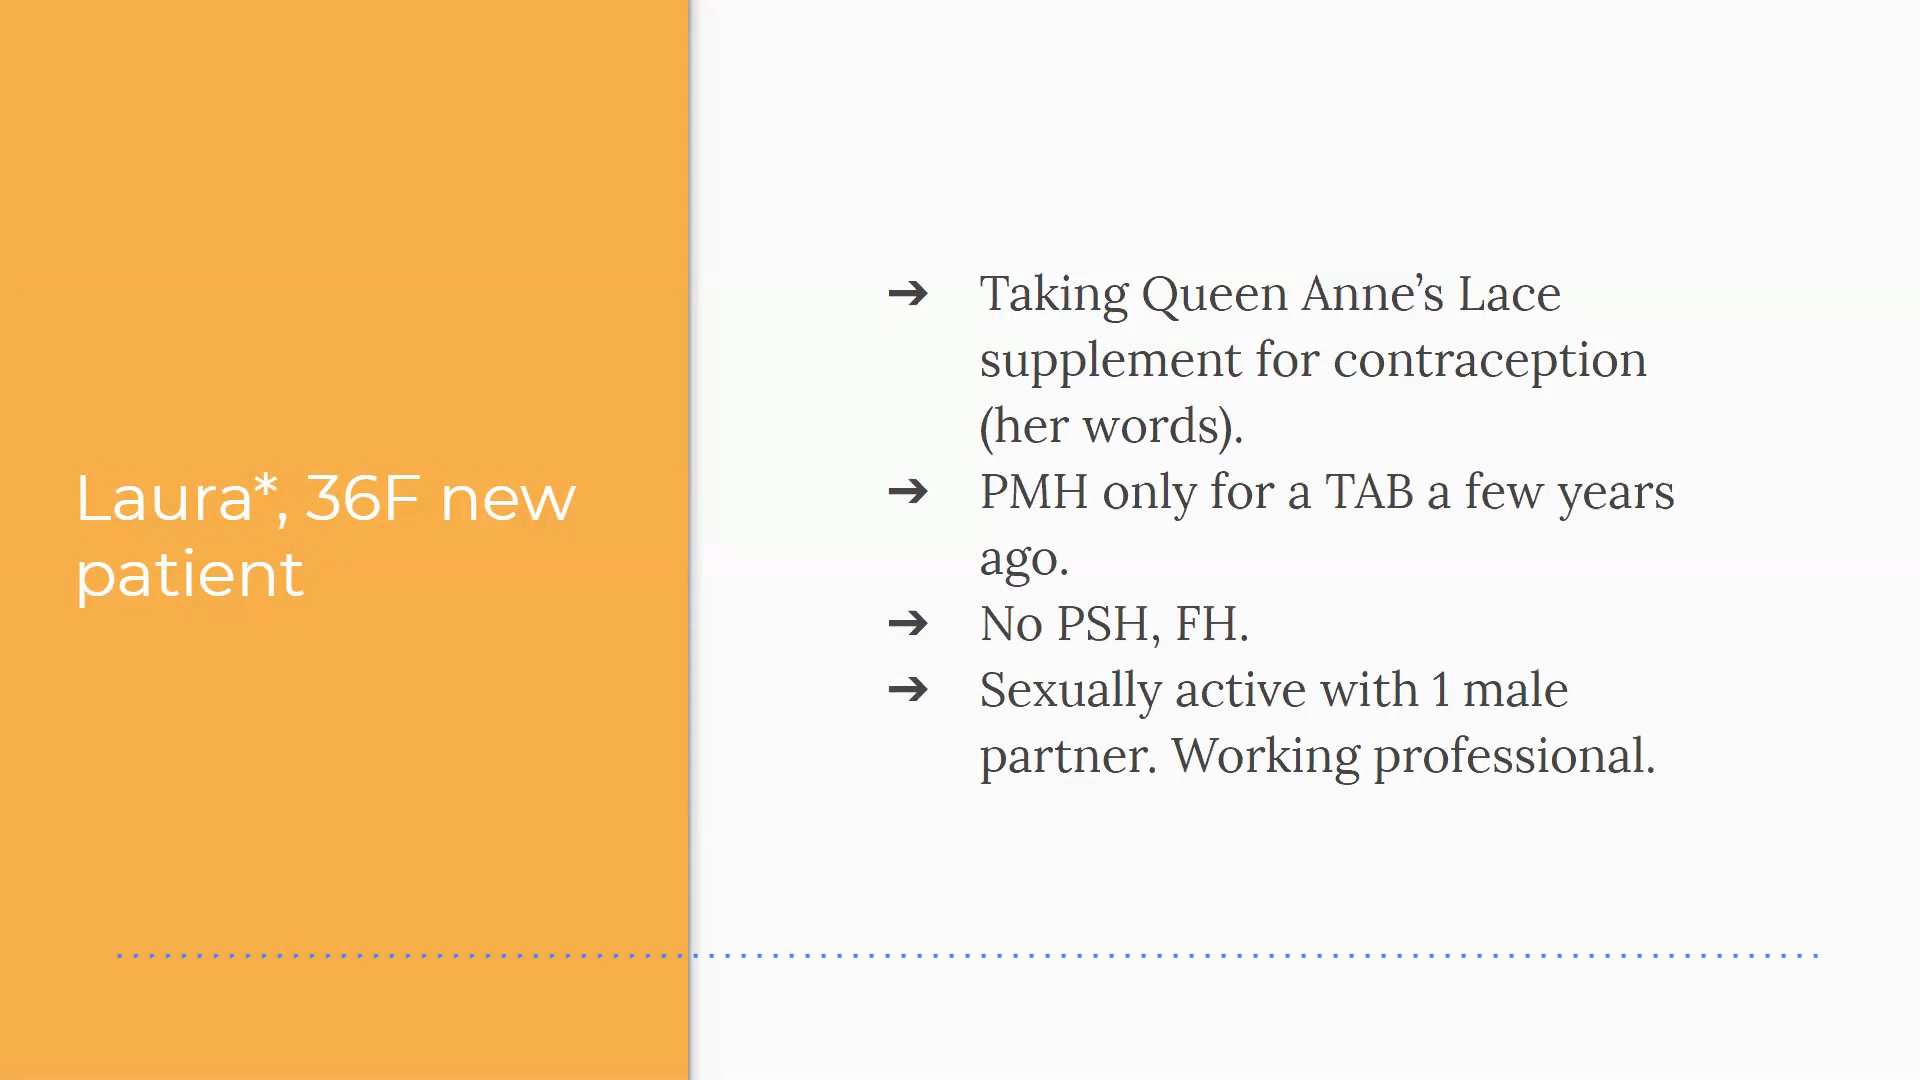 Laura*, 36F new
patient
➔ Taking Queen Anne’s Lace
supplement for contraception
(her words).
➔ PMH only for a TAB a few years
ago.
➔ No PSH, FH.
➔ Sexually active with 1 male
partner. Working professional.